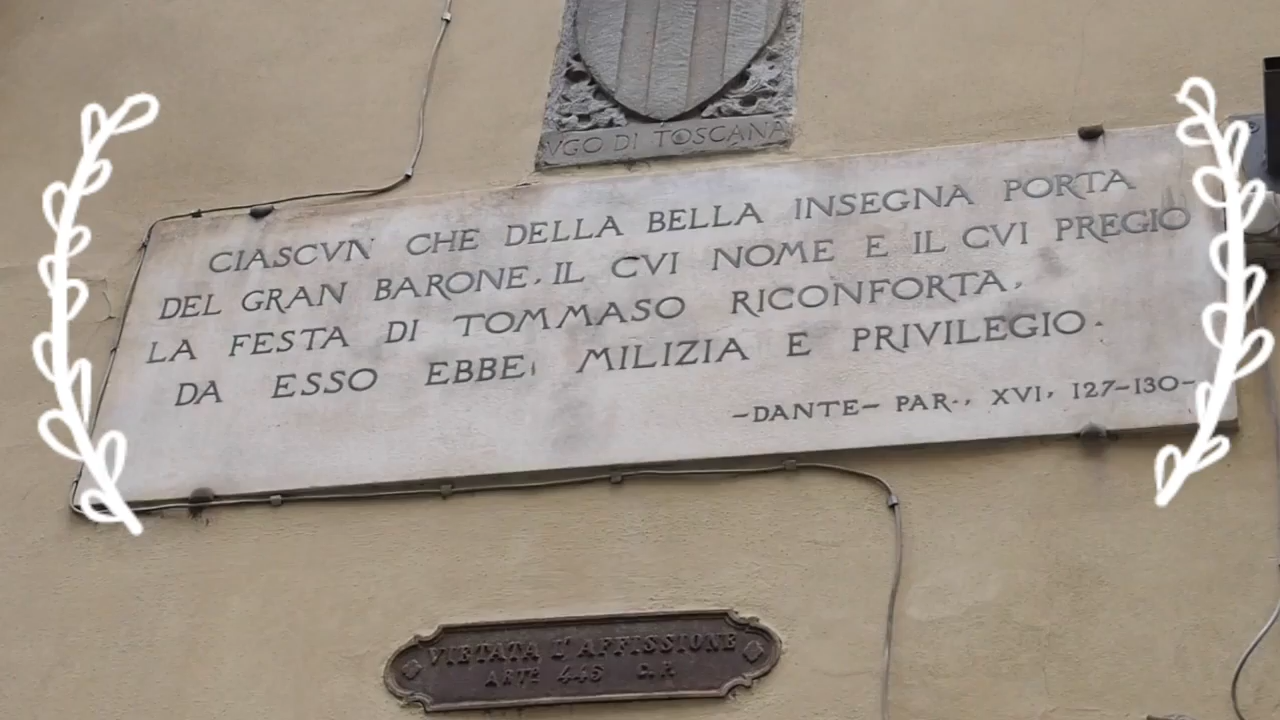 VGO DI TOSCANA
CIASCVN CHE DELLA BELLA INSEGNA PORTA
DEL GRAN BARONE, IL CVI NOME E IL CVI PREGIO
LA FESTA DI TOMMASO RICONFORTA,
DA ESSO EBBE, MILIZIA E PRIVILEGIO.
-DANTE- PAR., XVI, 127-130-
VIETATA L'AFFISSIONE
ARTº 446 C.P.